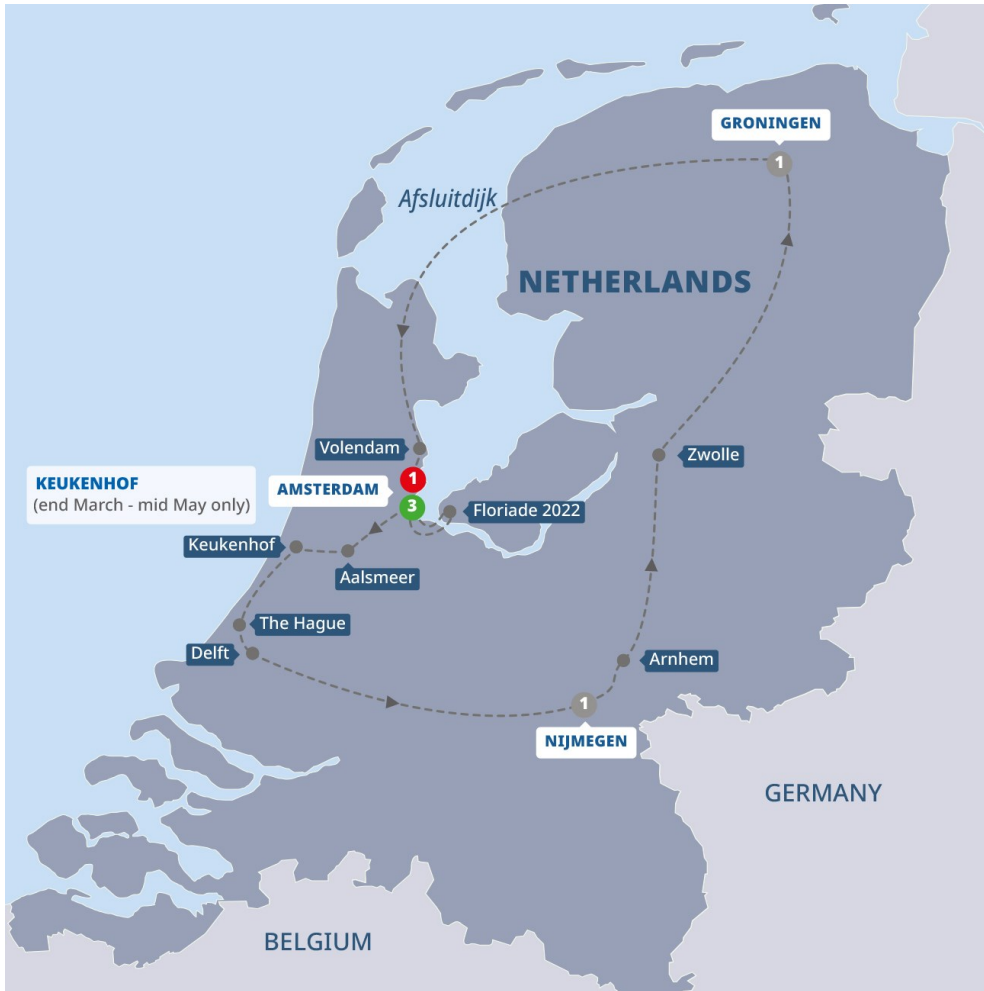 GRONINGEN
1
Afsluitdijk
NETHERLANDS
Volendam
Zwolle
KEUKENHOF
(end March - mid May only)
1
AMSTERDAM
3
Floriade 2022
Keukenhof
Aalsmeer
The Hague
Delft
Arnhem
1
NIJMEGEN
GERMANY
BELGIUM